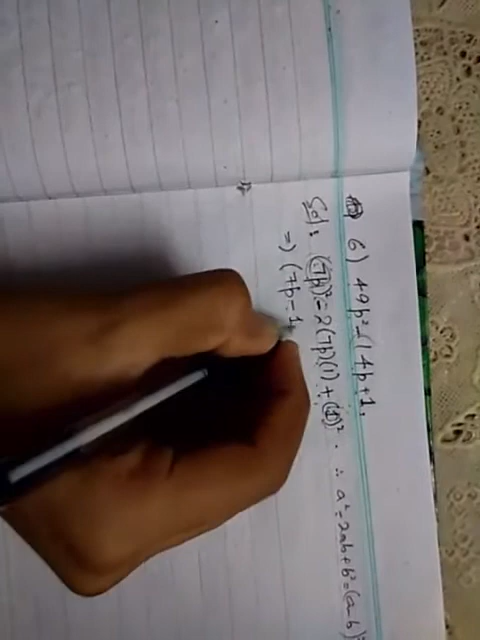 6) 49p² - 14p + 1.
Sol: (7p)² - 2(7p)(1) + (1)². ∴ a² - 2ab + b² = (a - b)²
=) (7p - 1